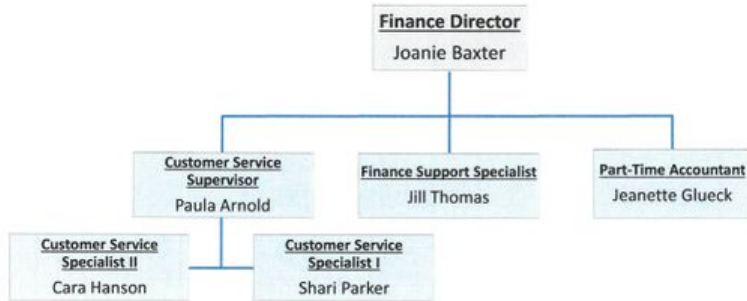 Finance Director
Joanie Baxter
Customer Service
Supervisor
Paula Arnold
Finance Support Specialist
Jill Thomas
Part-Time Accountant
Jeanette Glueck
Customer Service
Specialist II
Cara Hanson
Customer Service
Specialist I
Shari Parker